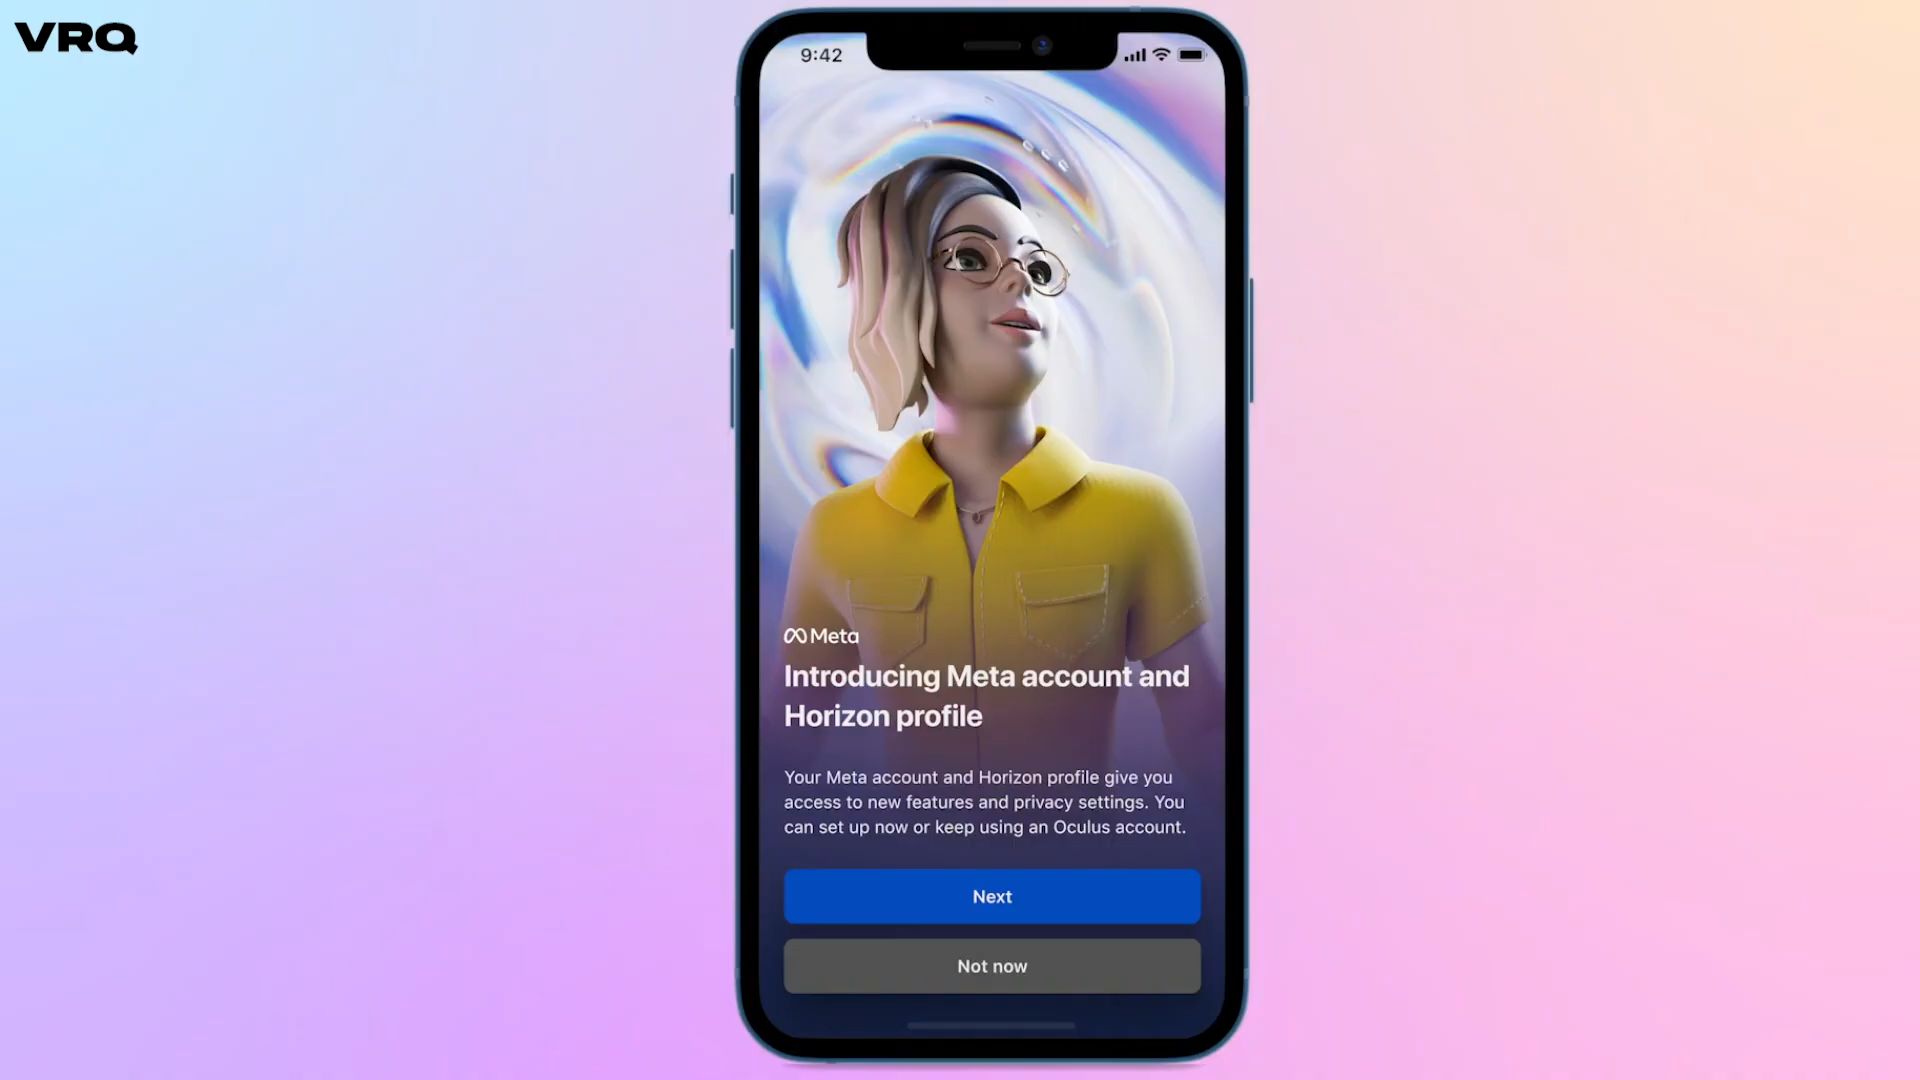 VRQ
9:42
Meta
Introducing Meta account and
Horizon profile
Your Meta account and Horizon profile give you
access to new features and privacy settings. You
can set up now or keep using an Oculus account.
Next
Not now